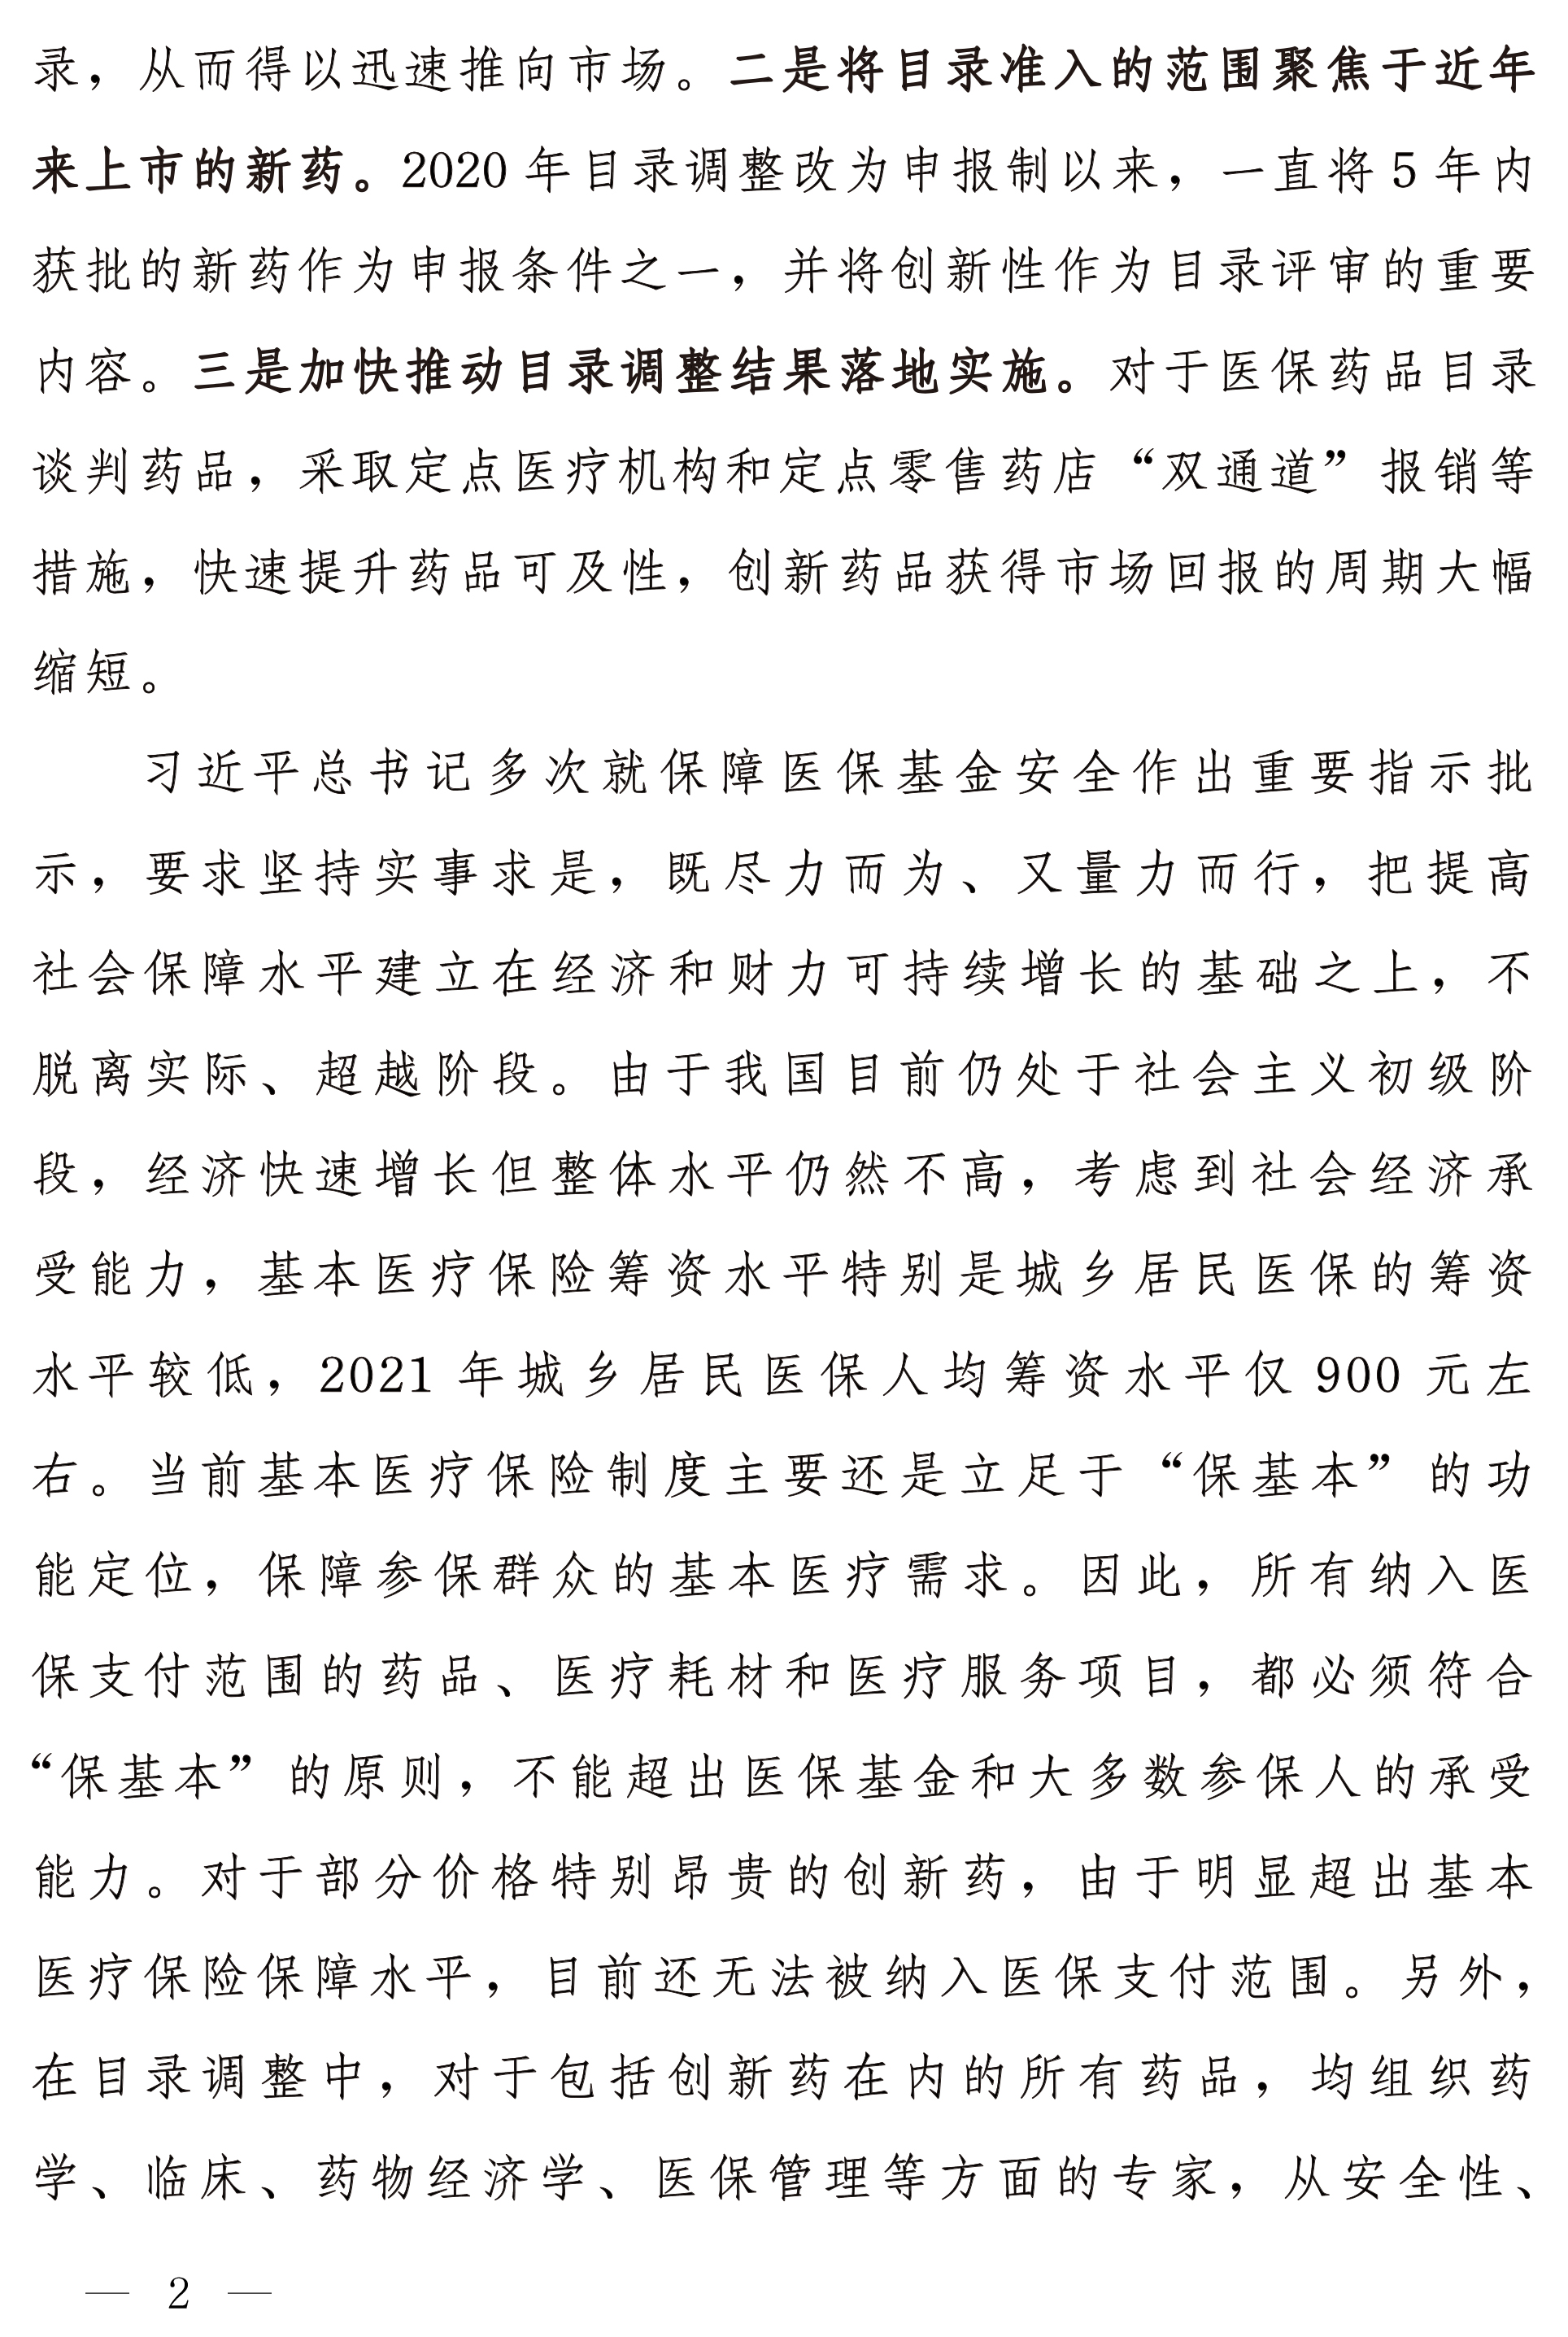 录，从而得以迅速推向市场。二是将目录准入的范围聚焦于近年
来上市的新药。2020 年目录调整改为申报制以来，一直将 5 年内
获批的新药作为申报条件之一，并将创新性作为目录评审的重要
内容。三是加快推动目录调整结果落地实施。对于医保药品目录
谈判药品，采取定点医疗机构和定点零售药店“双通道”报销等
措施，快速提升药品可及性，创新药品获得市场回报的周期大幅
缩短。
习近平总书记多次就保障医保基金安全作出重要指示批
示，要求坚持实事求是，既尽力而为、又量力而行，把提高
社会保障水平建立在经济和财力可持续增长的基础之上，不
脱离实际、超越阶段。由于我国目前仍处于社会主义初级阶
段，经济快速增长但整体水平仍然不高，考虑到社会经济承
受能力，基本医疗保险筹资水平特别是城乡居民医保的筹资
水平较低，2021 年城乡居民医保人均筹资水平仅 900 元左
右。当前基本医疗保险制度主要还是立足于“保基本”的功
能定位，保障参保群众的基本医疗需求。因此，所有纳入医
保支付范围的药品、医疗耗材和医疗服务项目，都必须符合
“保基本”的原则，不能超出医保基金和大多数参保人的承受
能力。对于部分价格特别昂贵的创新药，由于明显超出基本
医疗保险保障水平，目前还无法被纳入医保支付范围。另外，
在目录调整中，对于包括创新药在内的所有药品，均组织药
学、临床、药物经济学、医保管理等方面的专家，从安全性、
— 2 —